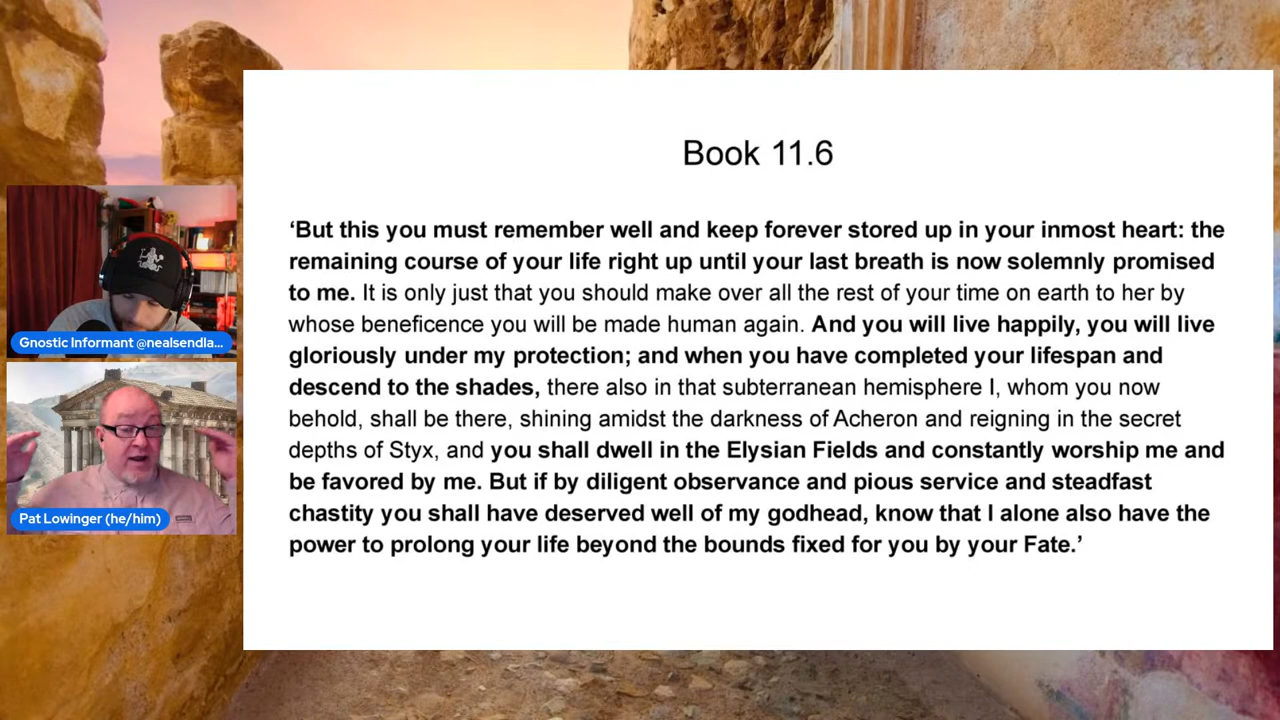 Book 11.6
‘But this you must remember well and keep forever stored up in your inmost heart: the
remaining course of your life right up until your last breath is now solemnly promised
to me. It is only just that you should make over all the rest of your time on earth to her by
whose beneficence you will be made human again. And you will live happily, you will live
gloriously under my protection; and when you have completed your lifespan and
descend to the shades, there also in that subterranean hemisphere I, whom you now
behold, shall be there, shining amidst the darkness of Acheron and reigning in the secret
depths of Styx, and you shall dwell in the Elysian Fields and constantly worship me and
be favored by me. But if by diligent observance and pious service and steadfast
chastity you shall have deserved well of my godhead, know that I alone also have the
power to prolong your life beyond the bounds fixed for you by your Fate.’
Gnostic Informant @nealsendla...
Pat Lowinger (he/him)